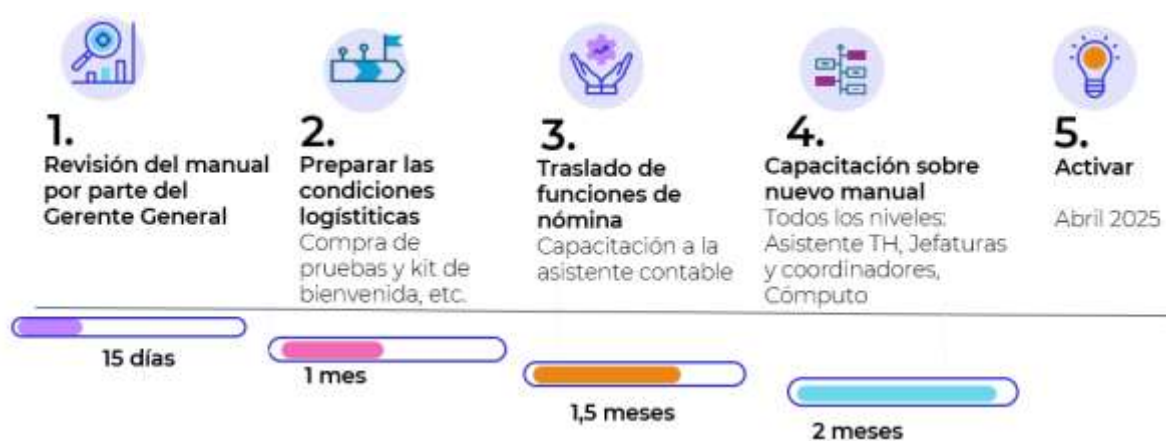 1.
Revisión del manual
por parte del
Gerente General
2.
Preparar las
condiciones
logístiticas
Compra de
pruebas y kit de
bienvenida, etc.
3.
Traslado de
funciones de
nómina
Capacitación a la
asistente contable
4.
Capacitación sobre
nuevo manual
Todos los niveles:
Asistente TH, Jefaturas
y coordinadores,
Cómputo
5.
Activar
Abril 2025
15 días
1 mes
1,5 meses
2 meses